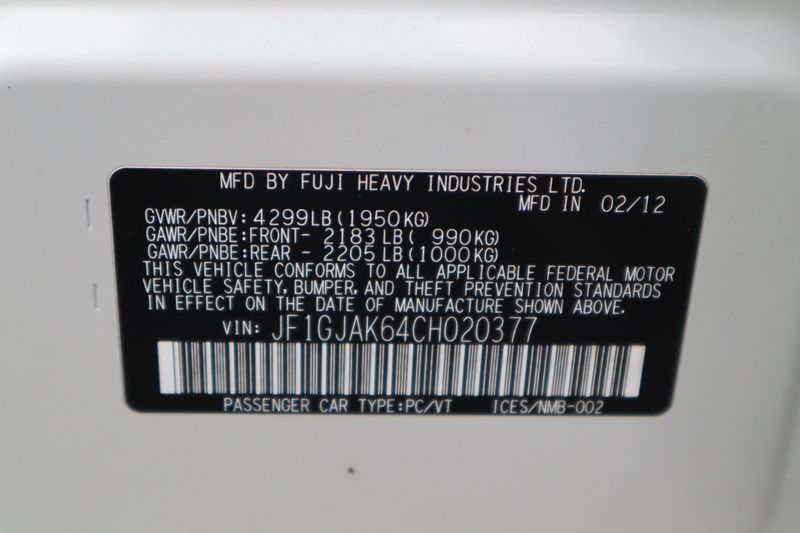 MFD BY FUJI HEAVY INDUSTRIES LTD.
MFD IN 02/12
GVWR/PNBV: 4299LB(1950KG)
GAWR/PNBE:FRONT- 2183LB( 990KG)
GAWR/PNBE:REAR - 2205LB(1000KG)
THIS VEHICLE CONFORMS TO ALL APPLICABLE FEDERAL MOTOR
VEHICLE SAFETY, BUMPER, AND THEFT PREVENTION STANDARDS
IN EFFECT ON THE DATE OF MANUFACTURE SHOWN ABOVE.
VIN: JF1GJAK64CH020377
PASSENGER CAR TYPE:PC/VT ICES/NMB-002